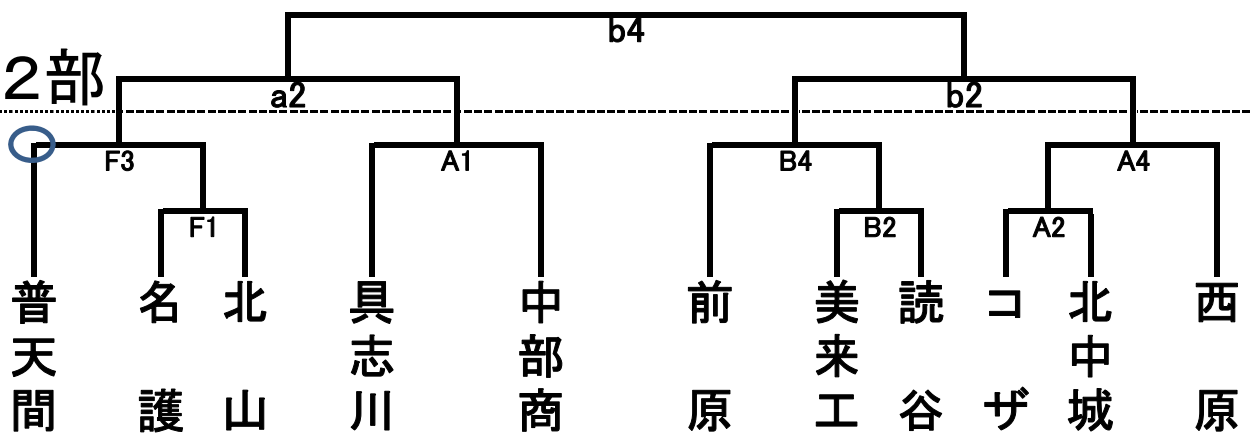 b4
２部
a2
b2
F3
A1
B4
A4
F1
B2
A2
普天間
名護
北山
具志川
中部商
前原
美来工
読谷
コザ
北中城
西原